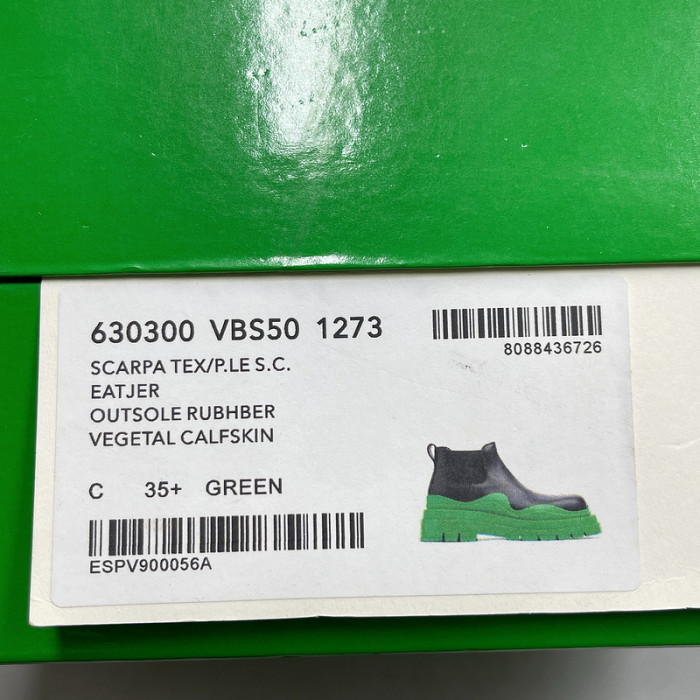 630300 VBS50 1273
8088436726
SCARPA TEX/P.LE S.C.
EATJER
OUTSOLE RUBHBER
VEGETAL CALFSKIN
C 35+ GREEN
ESPV900056A